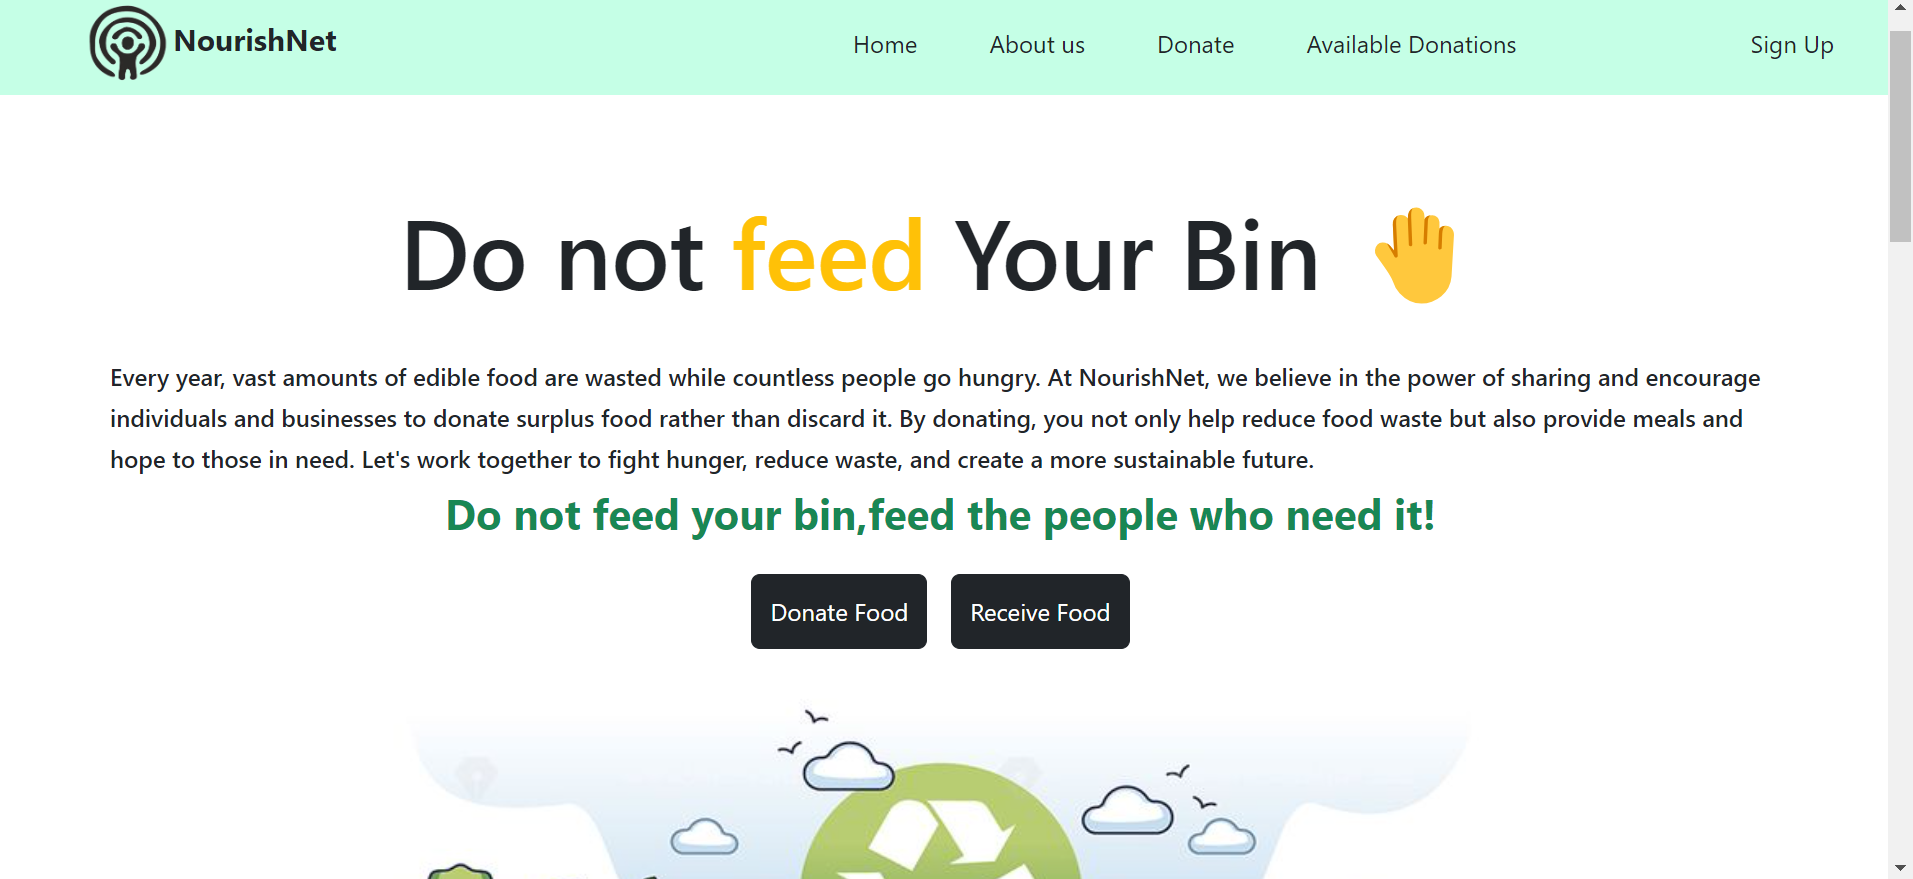 NourishNet
Home
About us
Donate
Available Donations
Sign Up
Do not feed Your Bin
Every year, vast amounts of edible food are wasted while countless people go hungry. At NourishNet, we believe in the power of sharing and encourage
individuals and businesses to donate surplus food rather than discard it. By donating, you not only help reduce food waste but also provide meals and
hope to those in need. Let's work together to fight hunger, reduce waste, and create a more sustainable future.
Do not feed your bin,feed the people who need it!
Donate Food
Receive Food